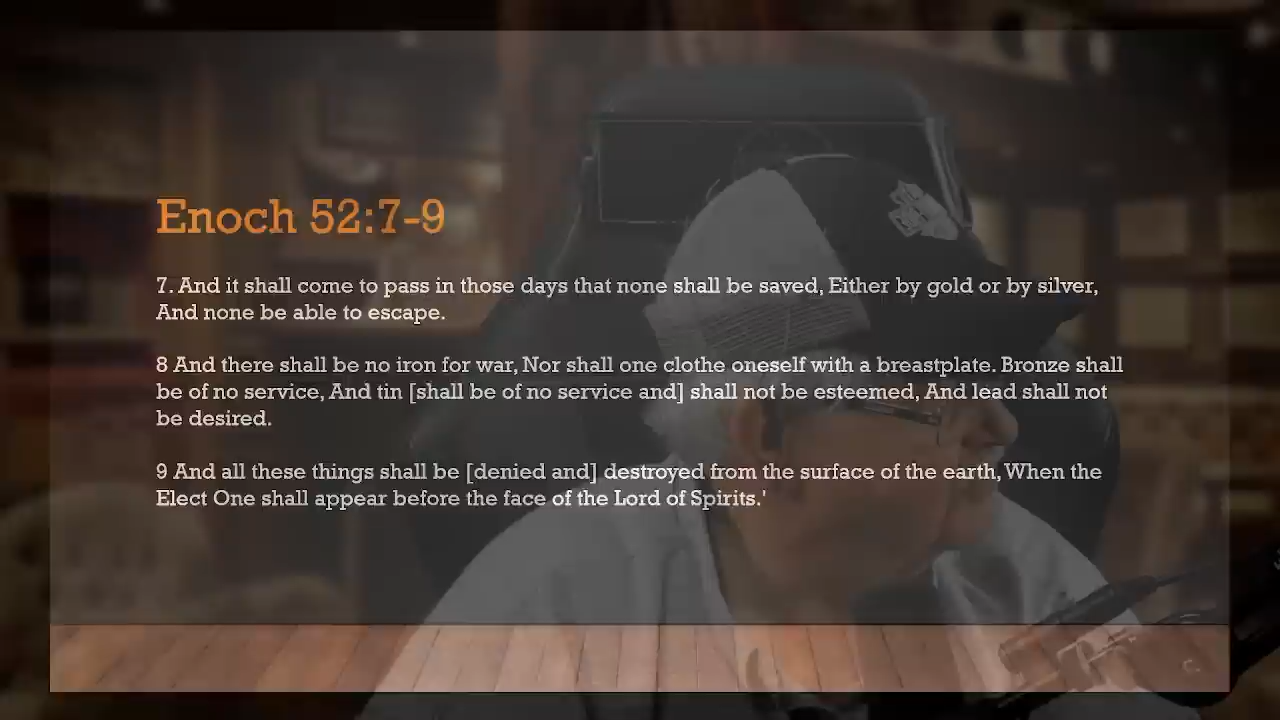 Enoch 52:7-9
7. And it shall come to pass in those days that none shall be saved, Either by gold or by silver,
And none be able to escape.
8 And there shall be no iron for war, Nor shall one clothe oneself with a breastplate. Bronze shall
be of no service, And tin [shall be of no service and] shall not be esteemed, And lead shall not
be desired.
9 And all these things shall be [denied and] destroyed from the surface of the earth, When the
Elect One shall appear before the face of the Lord of Spirits.'